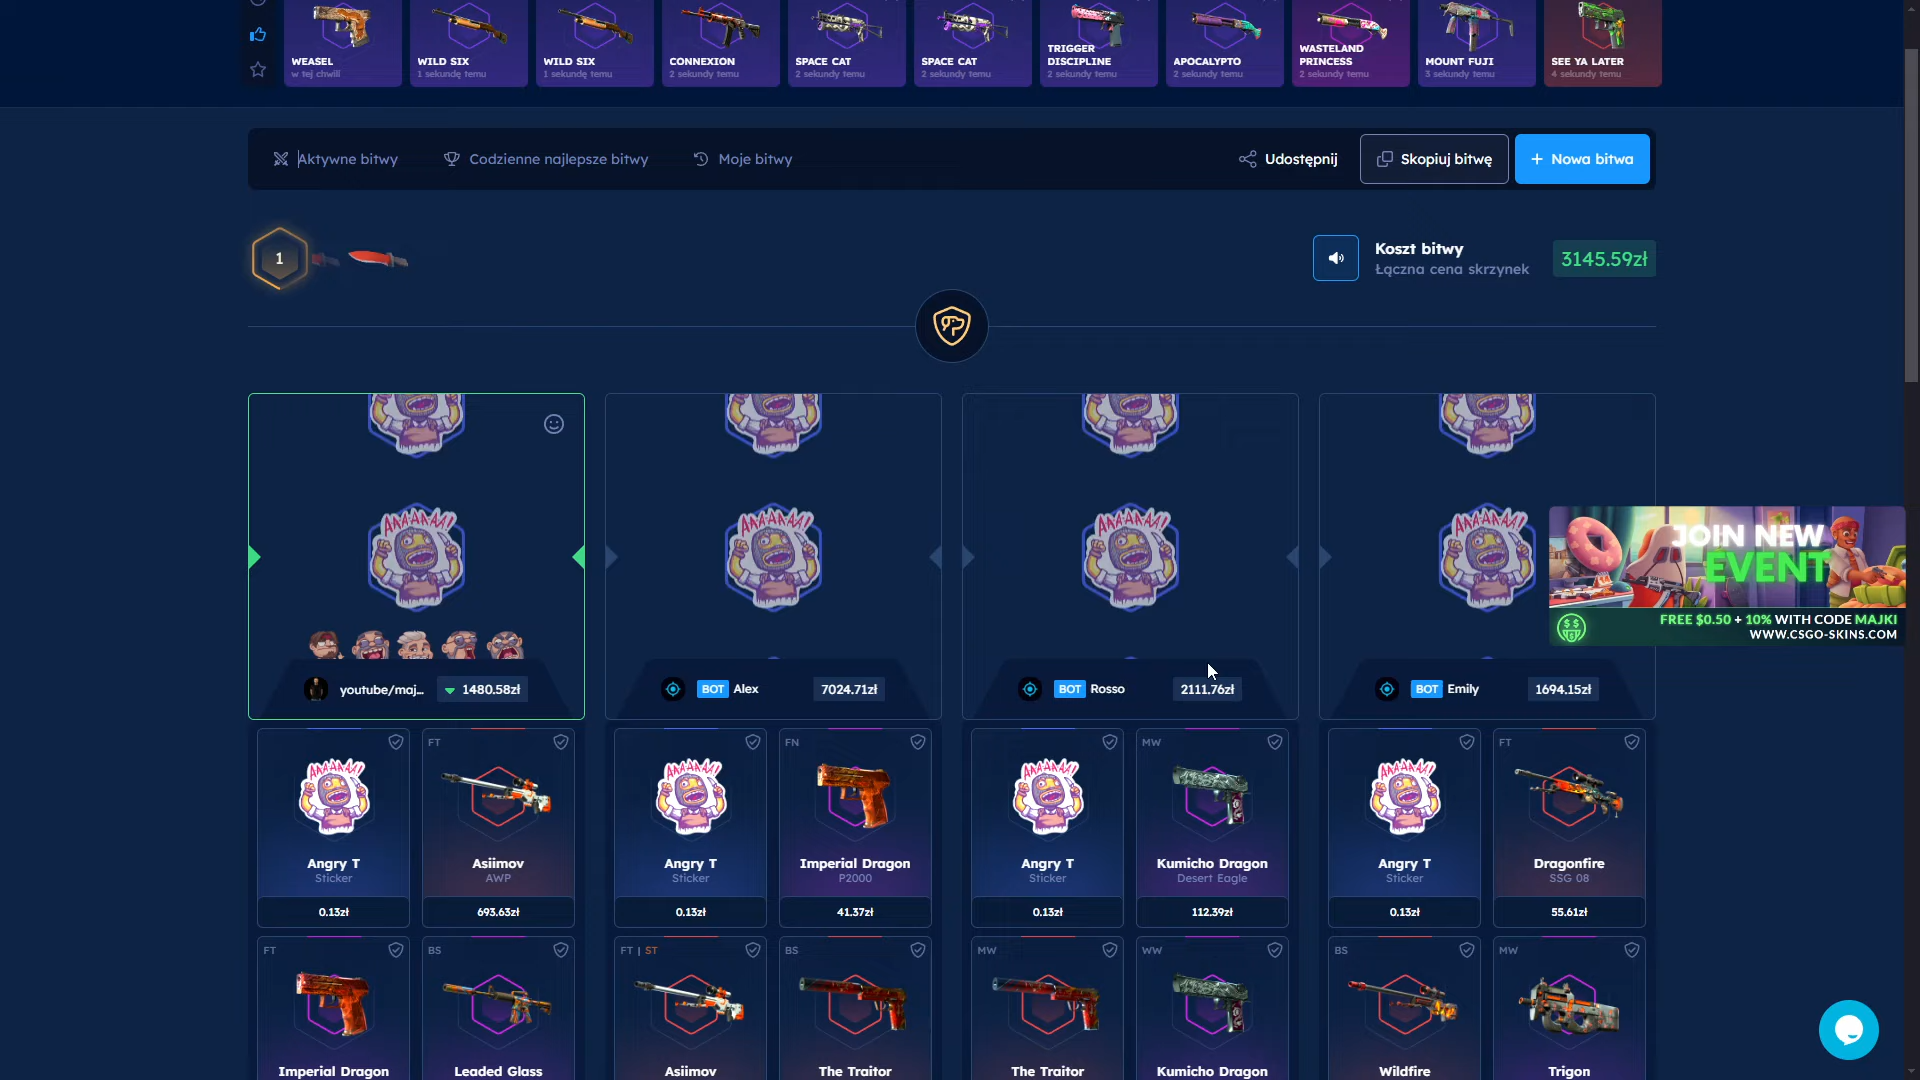 WEASEL
w tej chwili
WILD SIX
1 sekundę temu
WILD SIX
1 sekundę temu
CONNEXION
2 sekundy temu
SPACE CAT
2 sekundy temu
SPACE CAT
2 sekundy temu
TRIGGER
DISCIPLINE
2 sekundy temu
APOCALYPTO
2 sekundy temu
WASTELAND
PRINCESS
2 sekundy temu
MOUNT FUJI
3 sekundy temu
SEE YA LATER
4 sekundy temu
Aktywne bitwy
Codzienne najlepsze bitwy
Moje bitwy
Udostępnij
Skopiuj bitwę
+ Nowa bitwa
1
Koszt bitwy
Łączna cena skrzynek
3145.59zł
AAAAAAA!
AAAAAAA!
AAAAAAA!
AAAAAAA!
JOIN NEW
EVENT
FREE $0.50 + 10% WITH CODE MAJKI
WWW.CSGO-SKINS.COM
youtube/maj...
1480.58zł
BOT Alex
7024.71zł
BOT Rosso
2111.76zł
BOT Emily
1694.15zł
AAAAAAA!
Angry T
Sticker
0.13zł
FT
Asiimov
AWP
693.63zł
AAAAAAA!
Angry T
Sticker
0.13zł
FN
Imperial Dragon
P2000
41.37zł
AAAAAAA!
Angry T
Sticker
0.13zł
MW
Kumicho Dragon
Desert Eagle
112.39zł
AAAAAAA!
Angry T
Sticker
0.13zł
FT
Dragonfire
SSG 08
55.61zł
FT
Imperial Dragon
BS
Leaded Glass
FT | ST
Asiimov
BS
The Traitor
MW
The Traitor
WW
Kumicho Dragon
BS
Wildfire
MW
Trigon